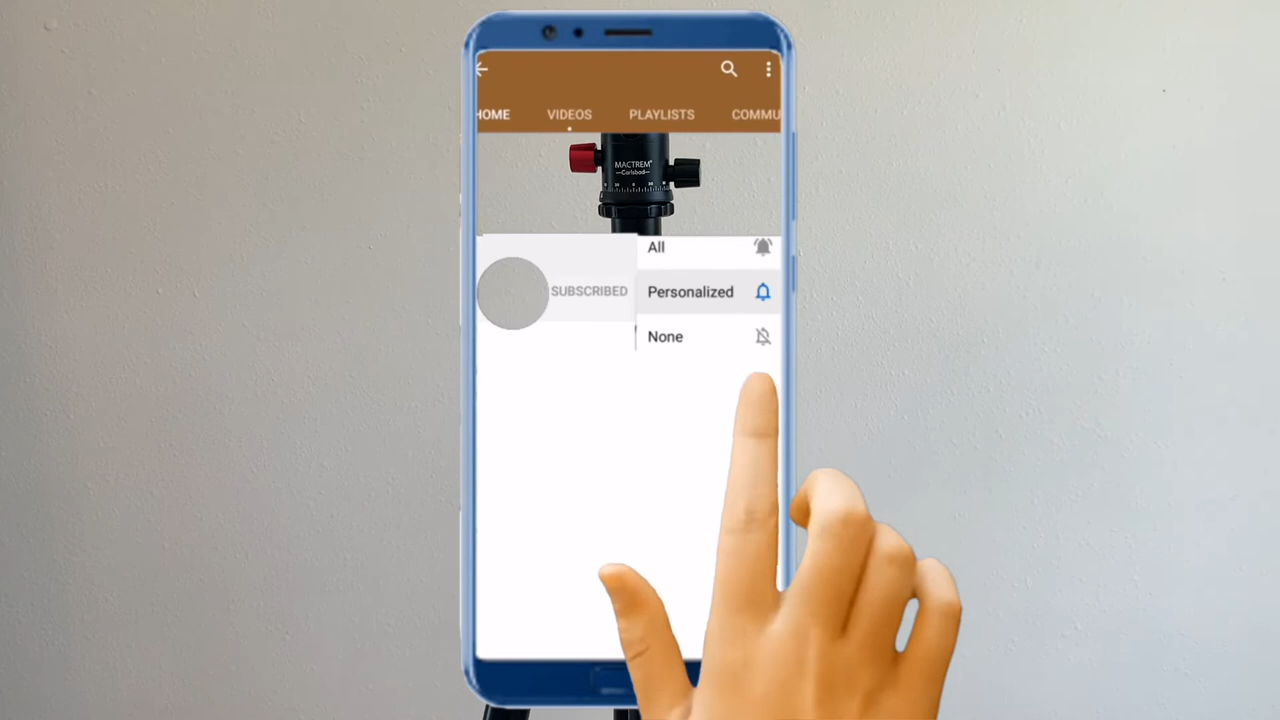 HOME VIDEOS PLAYLISTS COMMU
MACTREM
—Carlsbad—
All
SUBSCRIBED Personalized
None